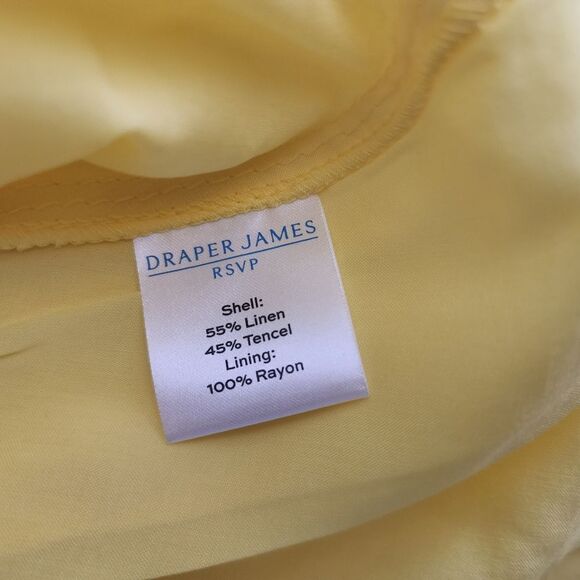 DRAPER JAMES
RSVP
Shell:
55% Linen
45% Tencel
Lining:
100% Rayon